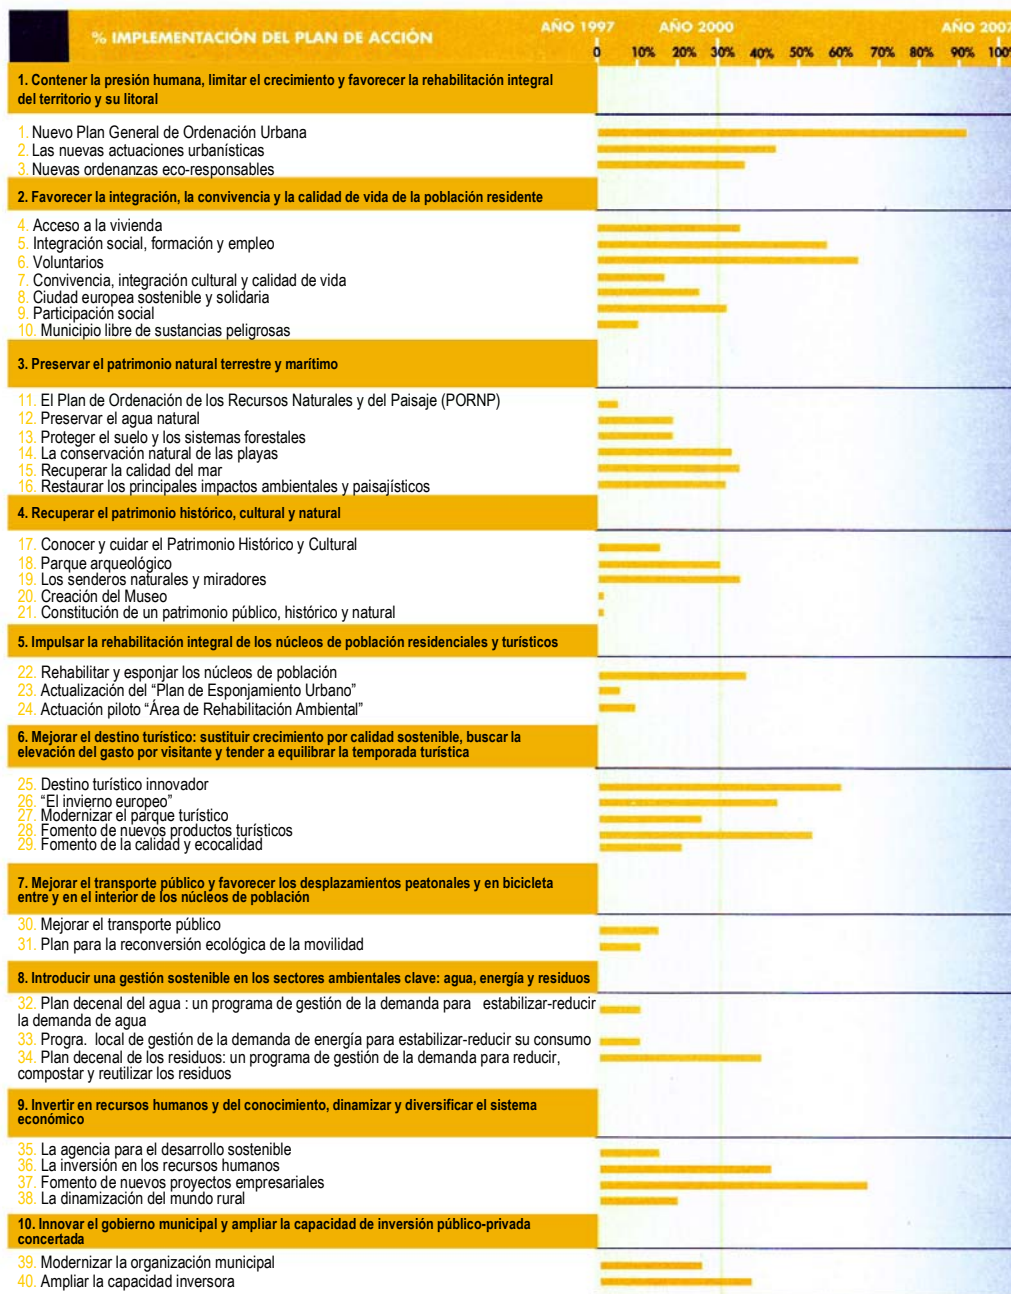 % IMPLEMENTACIÓN DEL PLAN DE ACCIÓN
AÑO 1997 AÑO 2000 AÑO 2007
0 10% 20% 30% 40% 50% 60% 70% 80% 90% 100%
1. Contener la presión humana, limitar el crecimiento y favorecer la rehabilitación integral
del territorio y su litoral
1. Nuevo Plan General de Ordenación Urbana
2. Las nuevas actuaciones urbanísticas
3. Nuevas ordenanzas eco-responsables
2. Favorecer la integración, la convivencia y la calidad de vida de la población residente
4. Acceso a la vivienda
5. Integración social, formación y empleo
6. Voluntarios
7. Convivencia, integración cultural y calidad de vida
8. Ciudad europea sostenible y solidaria
9. Participación social
10. Municipio libre de sustancias peligrosas
3. Preservar el patrimonio natural terrestre y marítimo
11. El Plan de Ordenación de los Recursos Naturales y del Paisaje (PORNP)
12. Preservar el agua natural
13. Proteger el suelo y los sistemas forestales
14. La conservación natural de las playas
15. Recuperar la calidad del mar
16. Restaurar los principales impactos ambientales y paisajísticos
4. Recuperar el patrimonio histórico, cultural y natural
17. Conocer y cuidar el Patrimonio Histórico y Cultural
18. Parque arqueológico
19. Los senderos naturales y miradores
20. Creación del Museo
21. Constitución de un patrimonio público, histórico y natural
5. Impulsar la rehabilitación integral de los núcleos de población residenciales y turísticos
22. Rehabilitar y esponjar los núcleos de población
23. Actualización del “Plan de Esponjamiento Urbano”
24. Actuación piloto “Área de Rehabilitación Ambiental”
6. Mejorar el destino turístico: sustituir crecimiento por calidad sostenible, buscar la
elevación del gasto por visitante y tender a equilibrar la temporada turística
25. Destino turístico innovador
26. “El invierno europeo”
27. Modernizar el parque turístico
28. Fomento de nuevos productos turísticos
29. Fomento de la calidad y ecocalidad
7. Mejorar el transporte público y favorecer los desplazamientos peatonales y en bicicleta
entre y en el interior de los núcleos de población
30. Mejorar el transporte público
31. Plan para la reconversión ecológica de la movilidad
8. Introducir una gestión sostenible en los sectores ambientales clave: agua, energía y residuos
32. Plan decenal del agua : un programa de gestión de la demanda para estabilizar-reducir
la demanda de agua
33. Progra. local de gestión de la demanda de energía para estabilizar-reducir su consumo
34. Plan decenal de los residuos: un programa de gestión de la demanda para reducir,
compostar y reutilizar los residuos
9. Invertir en recursos humanos y del conocimiento, dinamizar y diversificar el sistema
económico
35. La agencia para el desarrollo sostenible
36. La inversión en los recursos humanos
37. Fomento de nuevos proyectos empresariales
38. La dinamización del mundo rural
10. Innovar el gobierno municipal y ampliar la capacidad de inversión público-privada
concertada
39. Modernizar la organización municipal
40. Ampliar la capacidad inversora